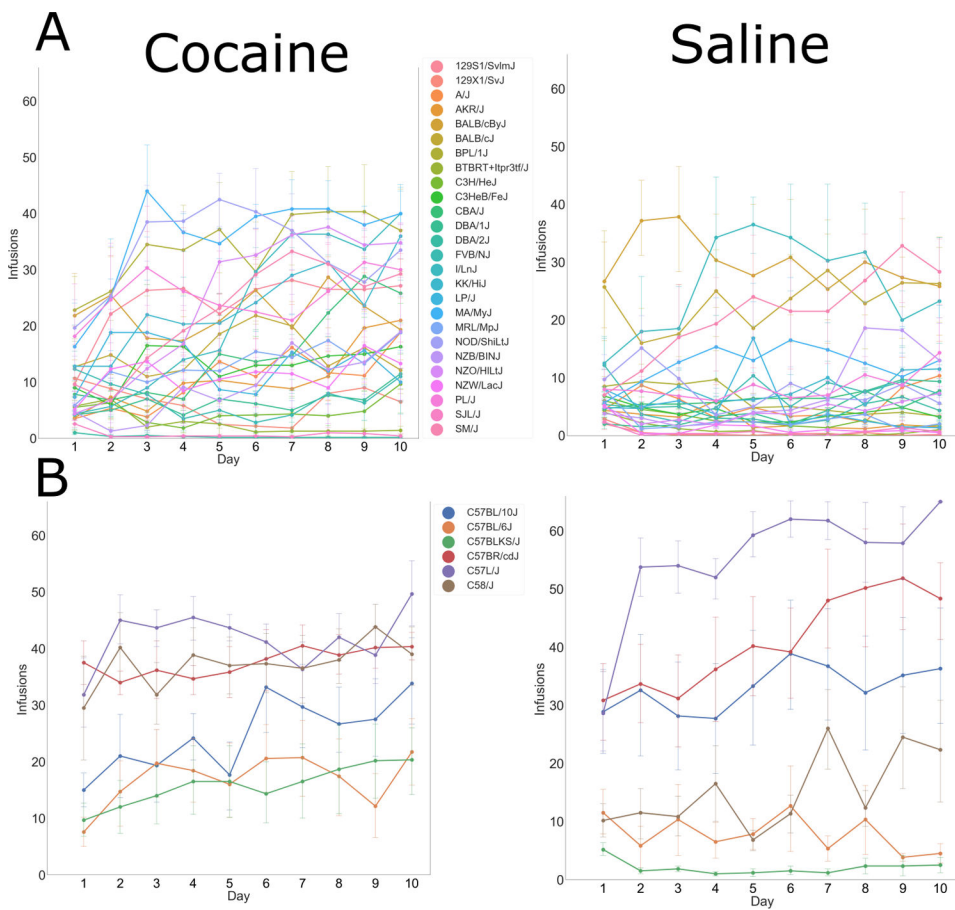 A
Cocaine
Saline
Infusions
60
50
40
30
20
10
0
1 2 3 4 5 6 7 8 9 10
Day
129S1/SvImJ
129X1/SvJ
A/J
AKR/J
BALB/cByJ
BALB/cJ
BPL/1J
BTBRT+Itpr3tf/J
C3H/HeJ
C3HeB/FeJ
CBA/J
DBA/1J
DBA/2J
FVB/NJ
I/LnJ
KK/HiJ
LP/J
MA/MyJ
MRL/MpJ
NOD/ShiLtJ
NZB/BINJ
NZO/HILtJ
NZW/LacJ
PL/J
SJL/J
SM/J
Infusions
60
50
40
30
20
10
0
1 2 3 4 5 6 7 8 9 10
Day
B
Infusions
60
50
40
30
20
10
0
1 2 3 4 5 6 7 8 9 10
Day
C57BL/10J
C57BL/6J
C57BLKS/J
C57BR/cdJ
C57L/J
C58/J
Infusions
60
50
40
30
20
10
0
1 2 3 4 5 6 7 8 9 10
Day